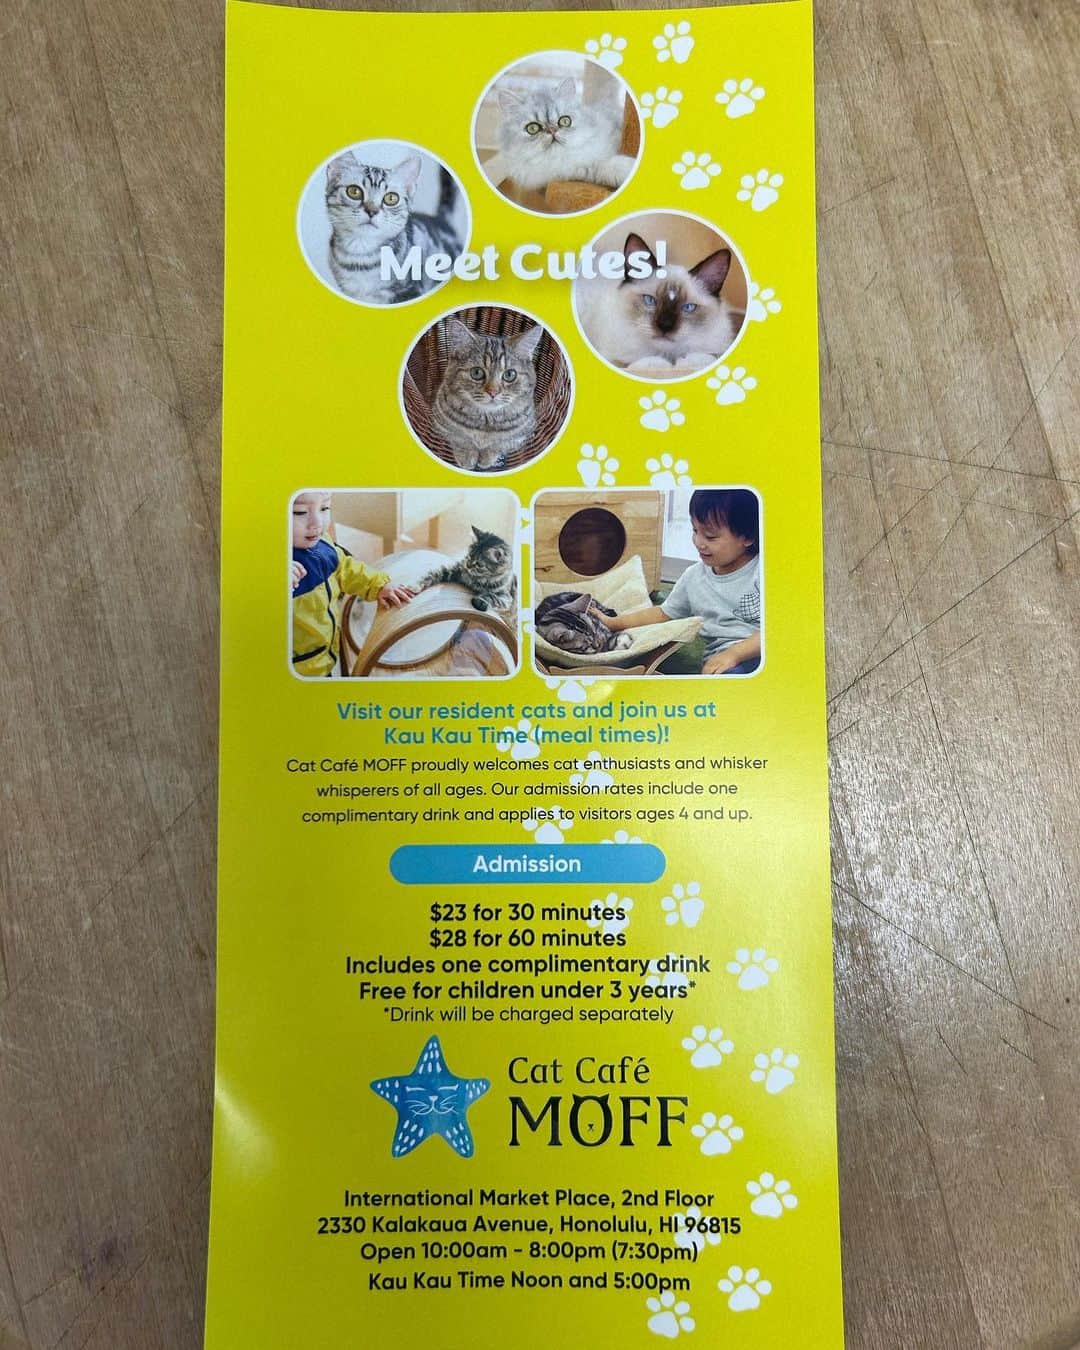 Meet Cutes!
Visit our resident cats and join us at
Kau Kau Time (meal times)!
Cat Café MOFF proudly welcomes cat enthusiasts and whisker
whisperers of all ages. Our admission rates include one
complimentary drink and applies to visitors ages 4 and up.
Admission
$23 for 30 minutes
$28 for 60 minutes
Includes one complimentary drink
Free for children under 3 years*
*Drink will be charged separately
Cat Café
MOFF
International Market Place, 2nd Floor
2330 Kalakaua Avenue, Honolulu, HI 96815
Open 10:00am - 8:00pm (7:30pm)
Kau Kau Time Noon and 5:00pm